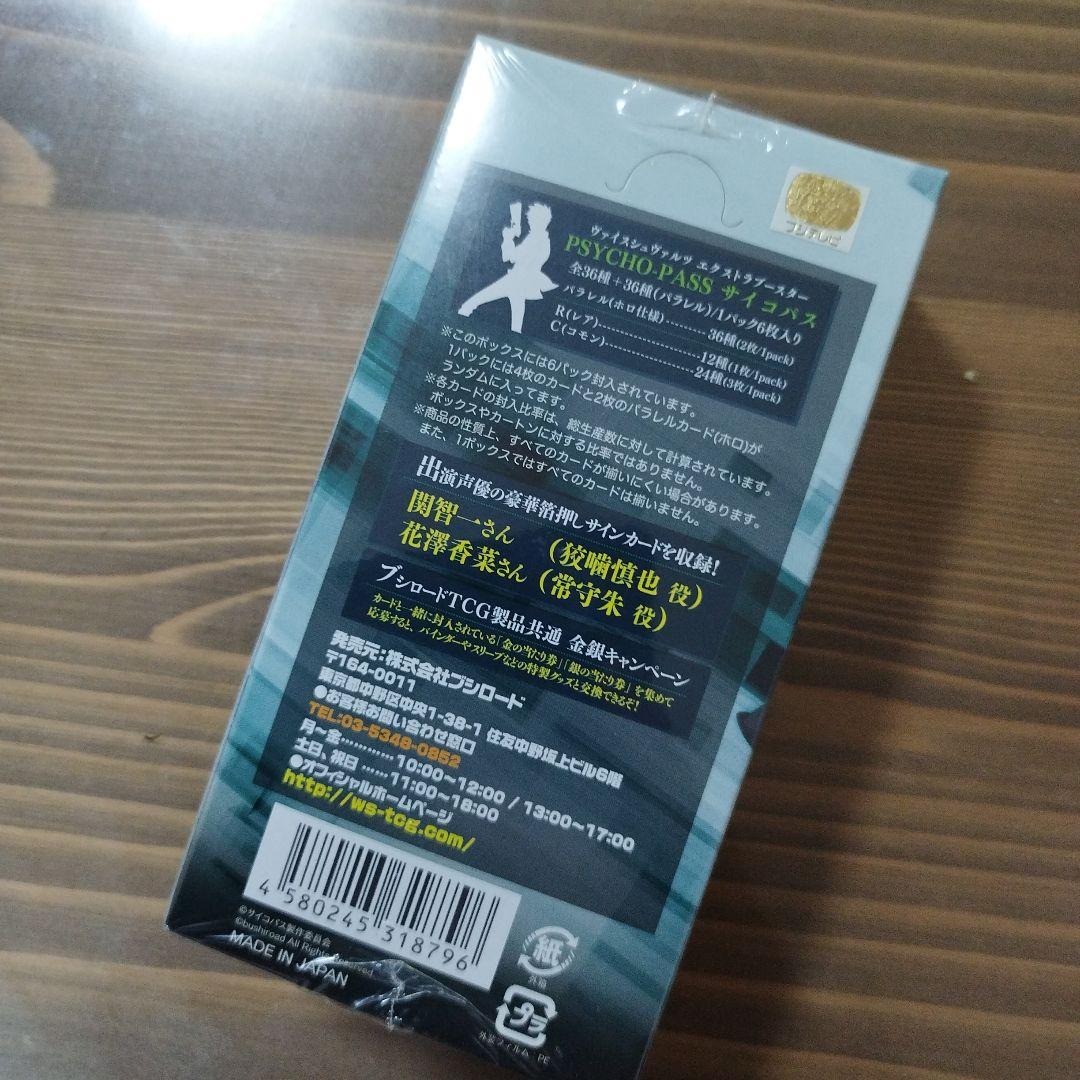 フジテレビ
ヴァイスシュヴァルツ エクストラブースター
PSYCHO-PASS サイコパス
全36種+36種(パラレル)/1パック6枚入り
パラレル(ホロ仕様)………36種(2枚/1pack)
R(レア)………………12種(1枚/1pack)
C(コモン)………………24種(3枚/1pack)
※このボックスには6パック封入されています。
1パックには4枚のカードと2枚のパラレルカード(ホロ)が
ランダムに入ってます。
※各カードの封入比率は、総生産数に対して計算されています。
ボックスやカートンに対する比率ではありません。
※商品の性質上、すべてのカードが揃いにくい場合があります。
また、1ボックスではすべてのカードは揃いません。
出演声優の豪華箔押しサインカードを収録!
関智一さん (狡噛慎也 役)
花澤香菜さん (常守朱 役)
ブシロードTCG製品共通 金銀キャンペーン
カードと一緒に封入されている「金の当たり券」「銀の当たり券」を集めて
応募すると、バインダーやスリーブなどの特製グッズと交換できるぞ!
発売元:株式会社ブシロード
〒164-0011
東京都中野区中央1-38-1 住友中野坂上ビル6階
●お客様お問い合わせ窓口
TEL:03-5348-0852
月〜金…………10:00〜12:00 / 13:00〜17:00
土日、祝日……11:00〜18:00
●オフィシャルホームページ
http://ws-tcg.com/
4 580245 318796
©サイコパス製作委員会
©bushiroad All Rights Reserved.
MADE IN JAPAN
紙
外箱
プラ
外装フィルム:PE